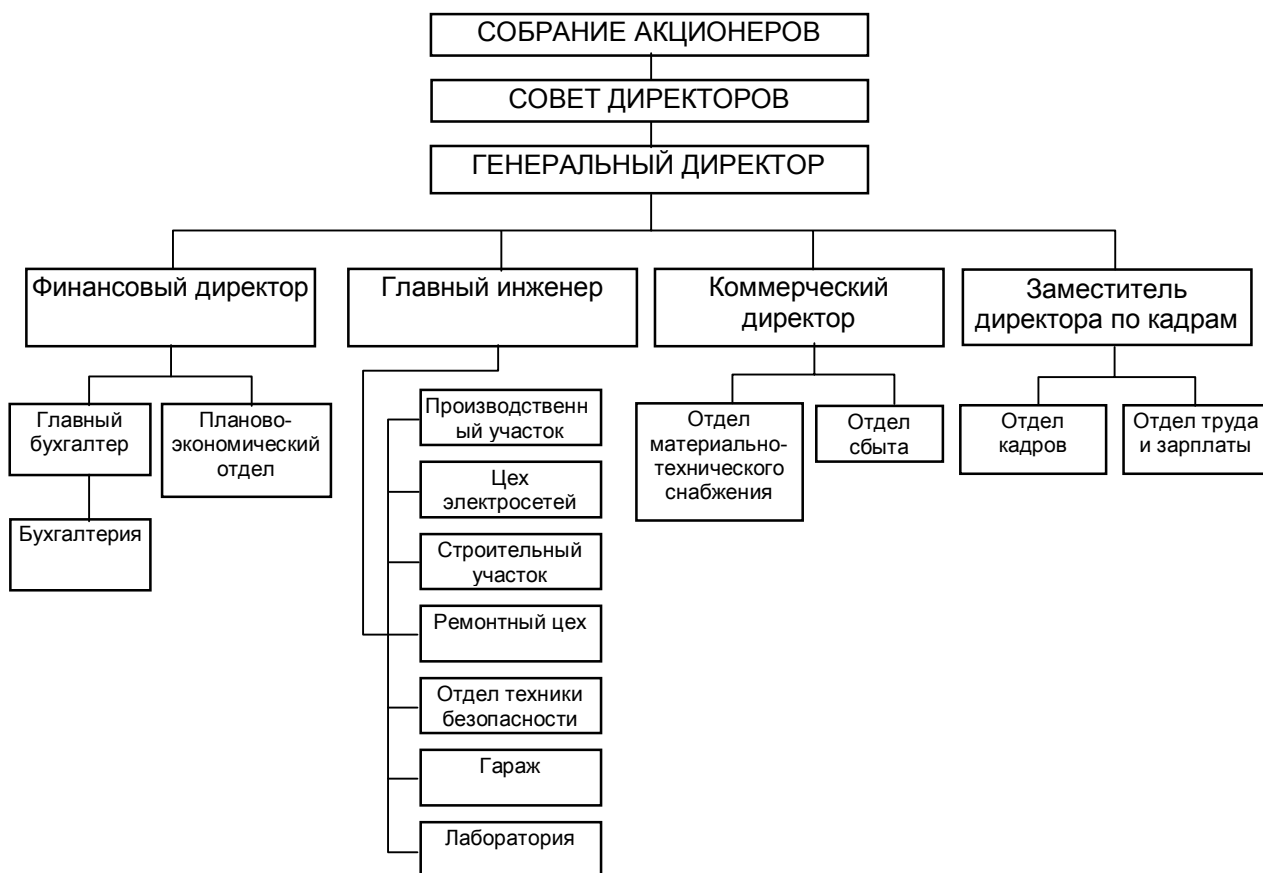 СОБРАНИЕ АКЦИОНЕРОВ
СОВЕТ ДИРЕКТОРОВ
ГЕНЕРАЛЬНЫЙ ДИРЕКТОР
Финансовый директор
Главный инженер
Коммерческий
директор
Заместитель
директора по кадрам
Главный
бухгалтер
Планово-
экономический
отдел
Бухгалтерия
Производственн
ый участок
Цех
электросетей
Строительный
участок
Ремонтный цех
Отдел техники
безопасности
Гараж
Лаборатория
Отдел
материально-
технического
снабжения
Отдел
сбыта
Отдел
кадров
Отдел труда
и зарплаты